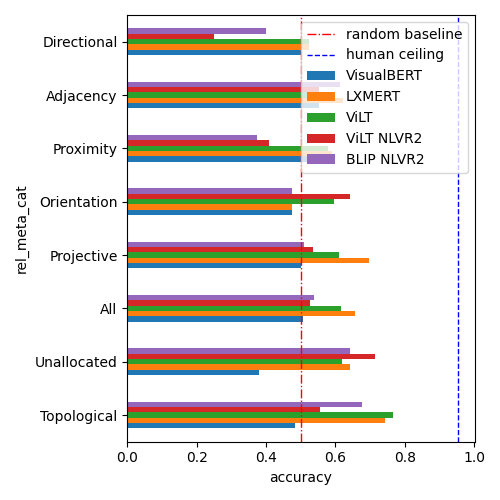 random baseline
human ceiling
VisualBERT
LXMERT
ViLT
ViLT NLVR2
BLIP NLVR2
rel_meta_cat
Directional
Adjacency
Proximity
Orientation
Projective
All
Unallocated
Topological
0.0 0.2 0.4 0.6 0.8 1.0
accuracy